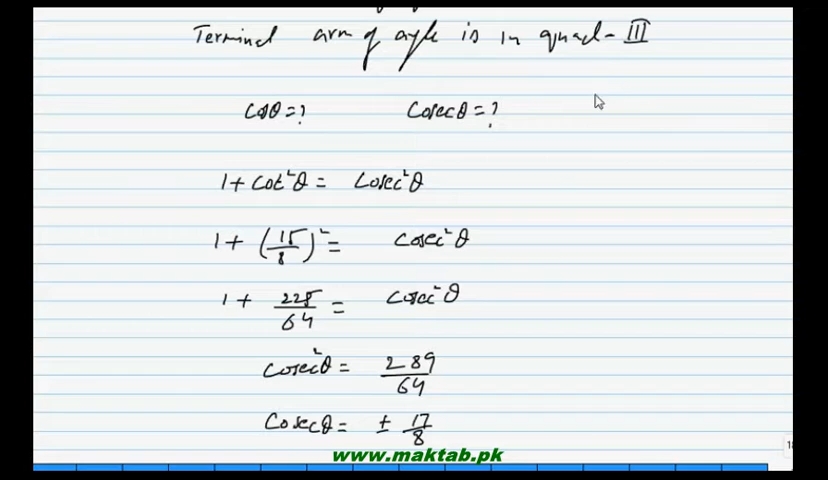 Terminal arm of angle is in quad-III
cosθ=? cosecθ=?
1+cot²θ = cosec²θ
1+(15/8)² = cosec²θ
1+ 225/64 = cosec²θ
cosec²θ = 289/64
cosecθ = ± 17/8
www.maktab.pk